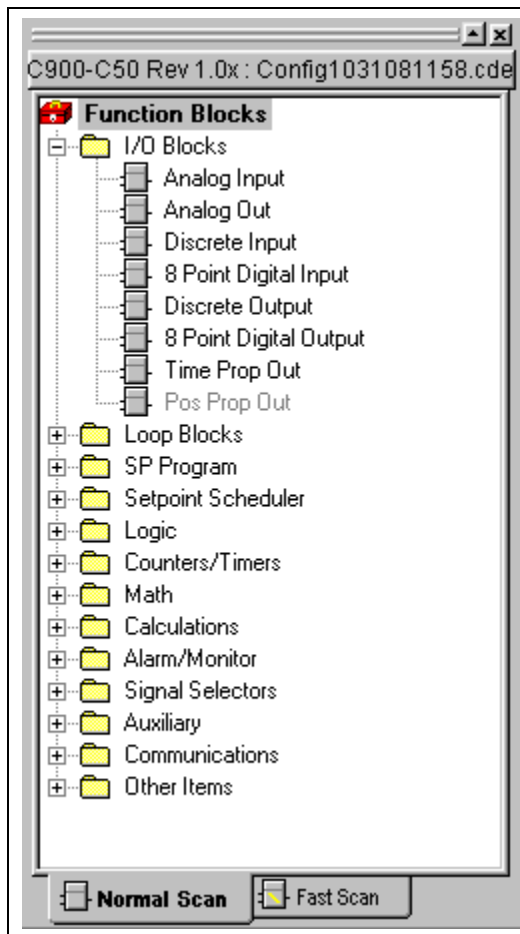 C900-C50 Rev 1.0x : Config1031081158.cde
Function Blocks
I/O Blocks
Analog Input
Analog Out
Discrete Input
8 Point Digital Input
Discrete Output
8 Point Digital Output
Time Prop Out
Pos Prop Out
Loop Blocks
SP Program
Setpoint Scheduler
Logic
Counters/Timers
Math
Calculations
Alarm/Monitor
Signal Selectors
Auxiliary
Communications
Other Items
Normal Scan
Fast Scan